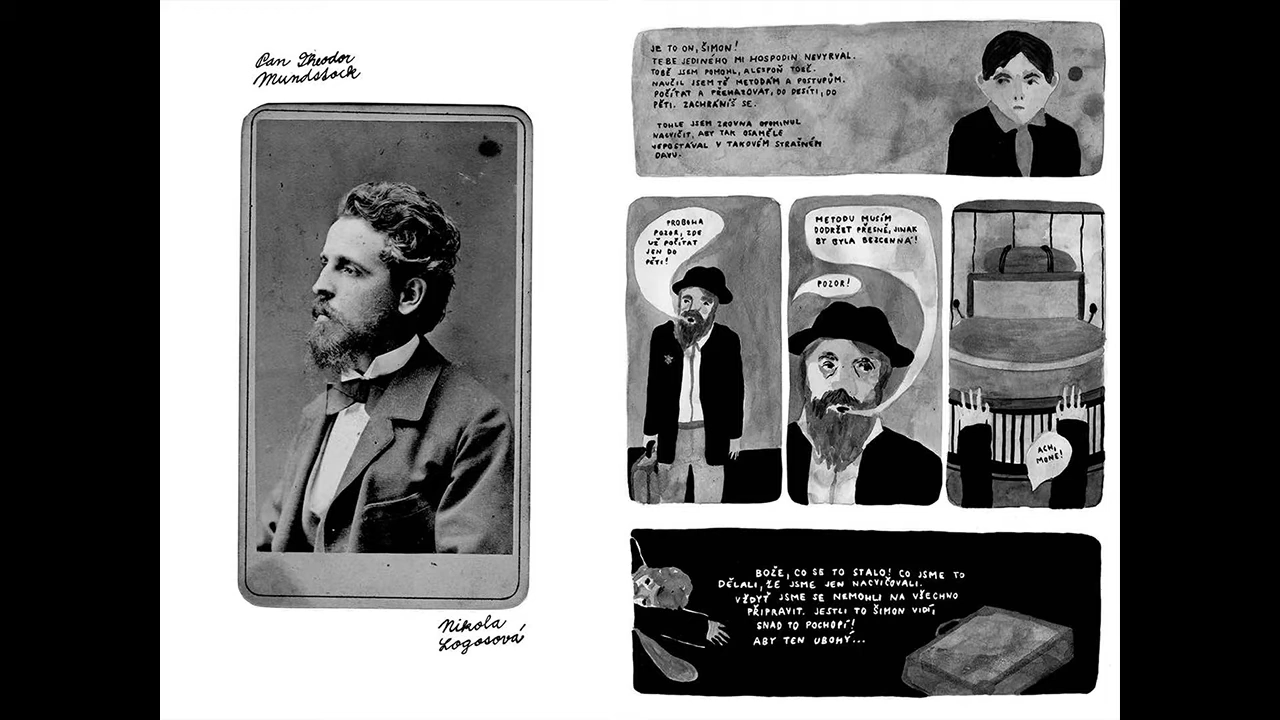 Pan Theodor
Mundstock
Nikola
Logosová
JE TO ON, ŠIMON!
TEBE JEDINÉHO MI HOSPODIN NEVYRVAL.
TOBĚ JSEM POMOHL, ALESPOŇ TOBĚ.
NAUČIL JSEM TĚ METODÁM A POSTUPŮM.
POČÍTAT A PŘEHAZOVAT, DO DESÍTI, DO
PĚTI. ZACHRÁNÍŠ SE.
TOHLE JSEM ZROVNA OPOMINUL
NACVIČIT, ABY TAK OSAMĚLE
NEPOSTÁVAL V TAKOVÉM STRAŠNÉM
DAVU.
PROBOHA
POZOR, ZDE
UŽ POČÍTAT
JEN DO
PĚTI!
METODU MUSÍM
DODRŽET PŘESNĚ, JINAK
BY BYLA BEZCENNÁ!
POZOR!
ACH,
MONE!
BOŽE, CO SE TO STALO! CO JSME TO
DĚLALI, ŽE JSME JEN NACVIČOVALI.
VŽDYŤ JSME SE NEMOHLI NA VŠECHNO
PŘIPRAVIT. JESTLI TO ŠIMON VIDÍ,
SNAD TO POCHOPÍ!
ABY TEN UBOHÝ...